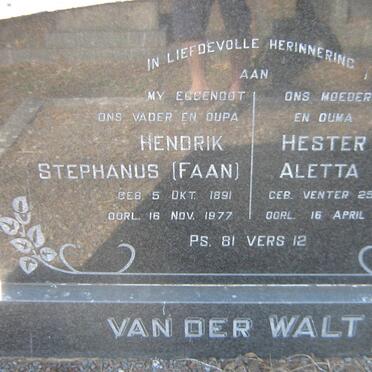 IN LIEFDEVOLLE HERINNERING
AAN
MY EGGENOOT
ONS VADER EN OUPA
HENDRIK
STEPHANUS (FAAN)
GEB. 5 OKT. 1891
OORL. 16 NOV. 1977
ONS MOEDER
EN OUMA
HESTER
ALETTA
GEB. VENTER 25
OORL. 16 APRIL
PS. 81 VERS 12
VAN DER WALT